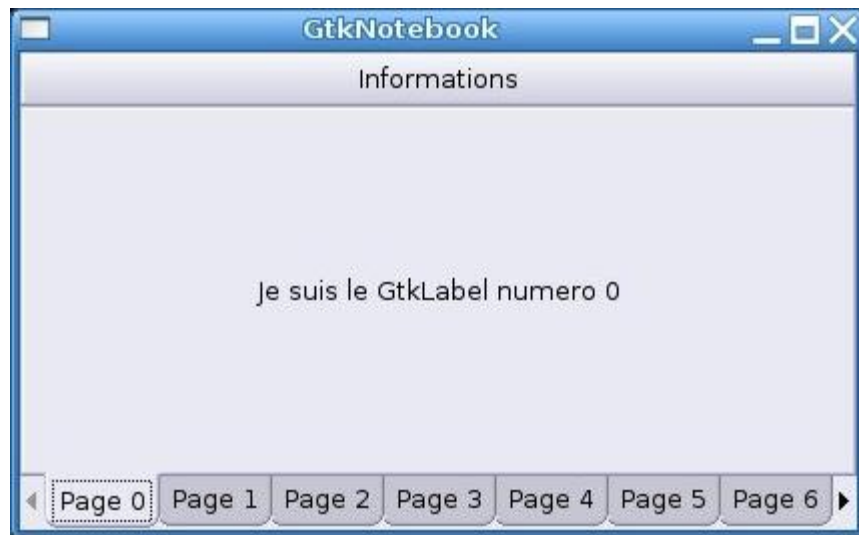 GtkNotebook
Informations
Je suis le GtkLabel numero 0
Page 0 Page 1 Page 2 Page 3 Page 4 Page 5 Page 6